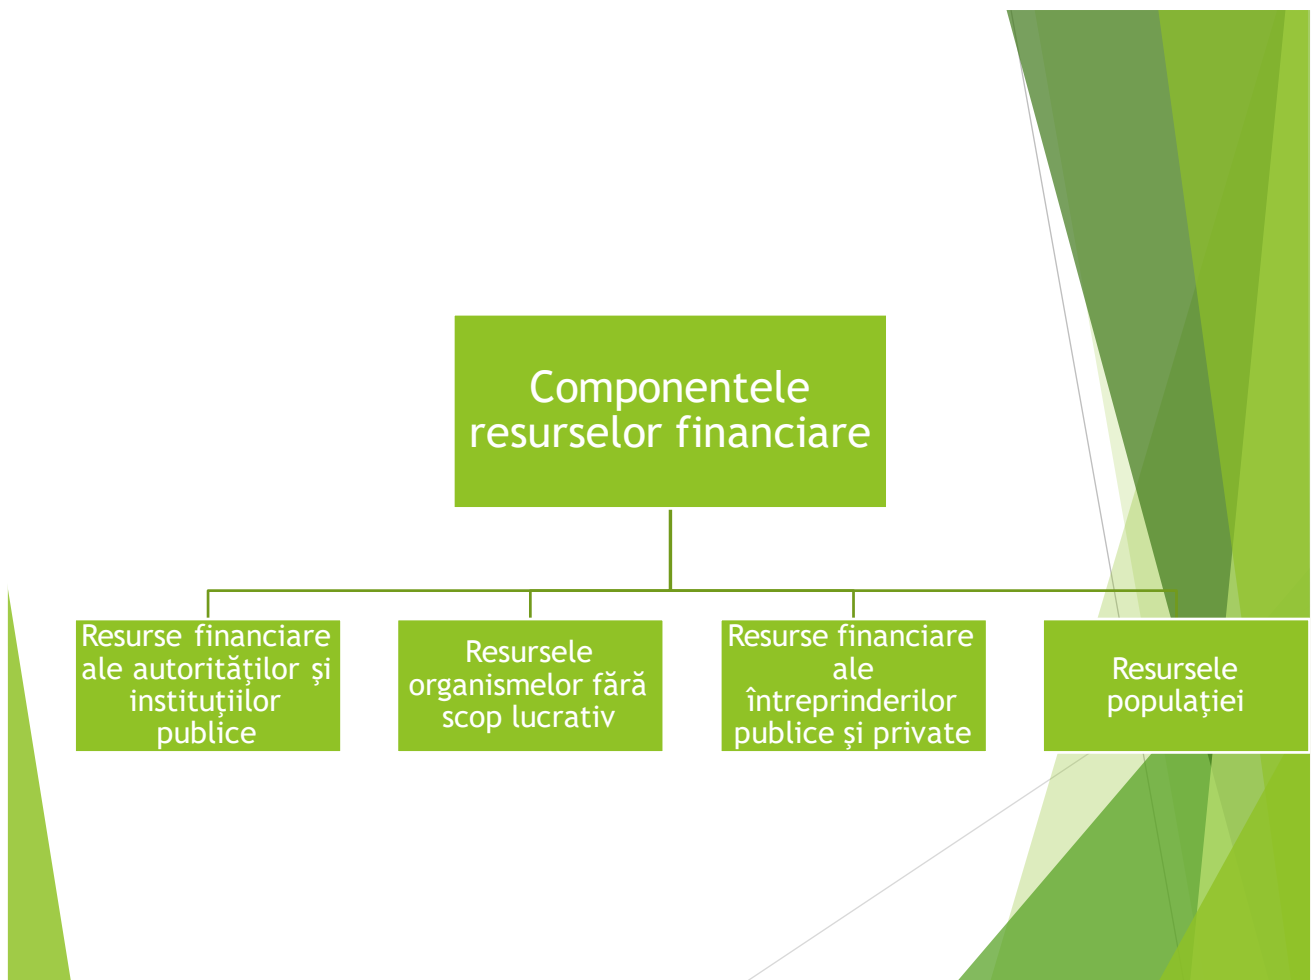 Componentele
resurselor financiare
Resurse financiare
ale autorităţilor şi
instituţiilor
publice
Resursele
organismelor fără
scop lucrativ
Resurse financiare
ale
întreprinderilor
publice şi private
Resursele
populaţiei